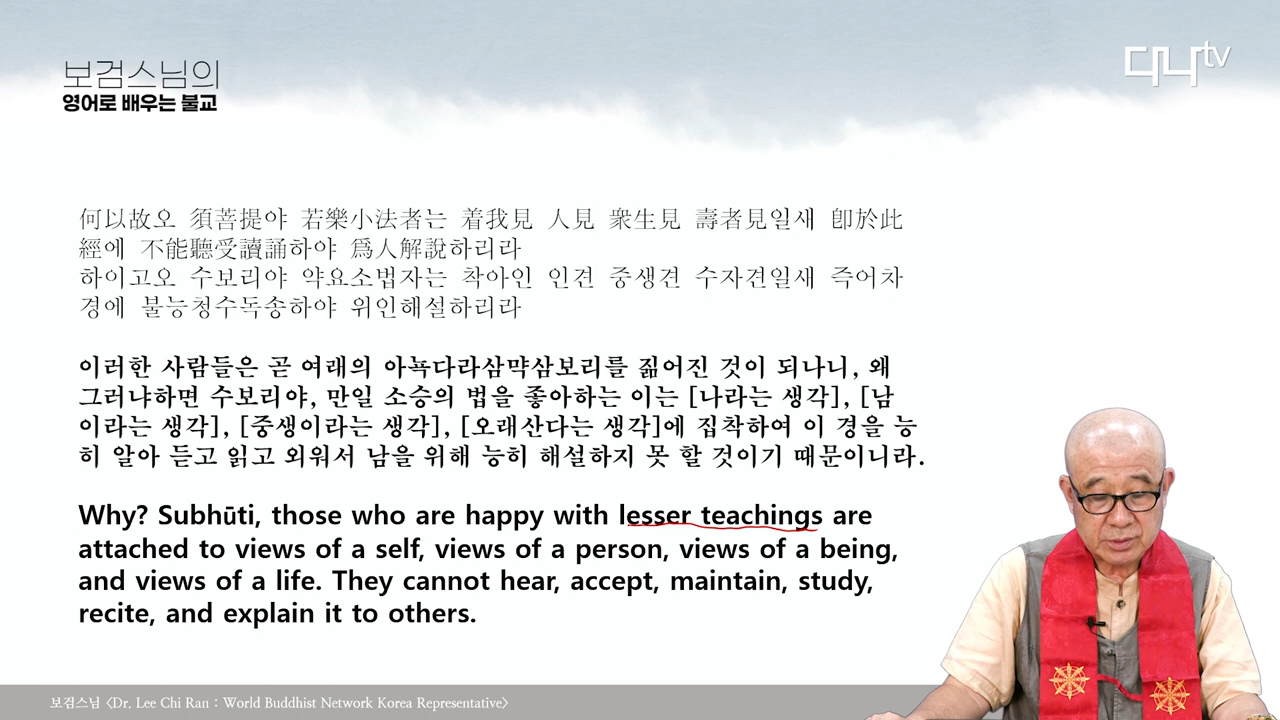 보검스님의
영어로 배우는 불교
다나tv
何以故오 須菩提야 若樂小法者는 着我見 人見 衆生見 壽者見일새 卽於此
經에 不能聽受讀誦하야 爲人解說하리라
하이고오 수보리야 약요소법자는 착아인 인견 중생견 수자견일새 즉어차
경에 불능청수독송하야 위인해설하리라
이러한 사람들은 곧 여래의 아뇩다라삼먁삼보리를 짊어진 것이 되나니, 왜
그러냐하면 수보리야, 만일 소승의 법을 좋아하는 이는 [나라는 생각], [남
이라는 생각], [중생이라는 생각], [오래산다는 생각]에 집착하여 이 경을 능
히 알아 듣고 읽고 외워서 남을 위해 능히 해설하지 못 할 것이기 때문이니라.
Why? Subhūti, those who are happy with lesser teachings are
attached to views of a self, views of a person, views of a being,
and views of a life. They cannot hear, accept, maintain, study,
recite, and explain it to others.
보검스님 <Dr. Lee Chi Ran : World Buddhist Network Korea Representative>